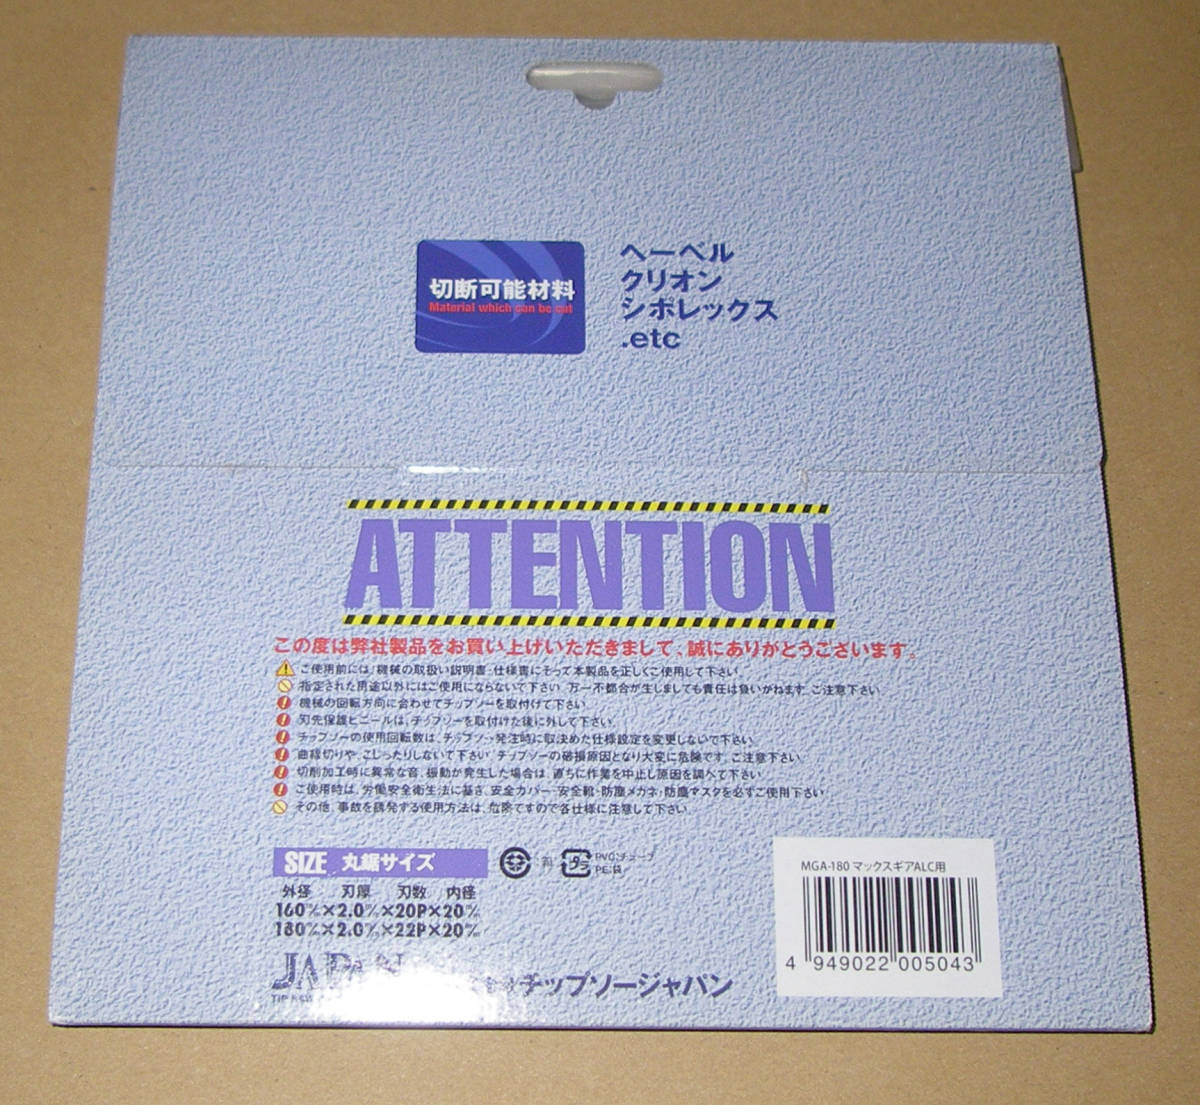 切断可能材料
Material which can be cut
ヘーベル
クリオン
シポレックス
.etc
ATTENTION
この度は弊社製品をお買い上げいただきまして、誠にありがとうございます。
ご使用前には「機械の取扱い説明書」仕様書にそって本製品を正しくご使用して下さい。
指定された用途以外にはご使用にならないで下さい。万一不都合が生じましても責任は負いかねます。ご注意下さい。
機械の回転方向に合わせてチップソーを取付けて下さい。
刃先保護ビニールは、チップソーを取付けた後に外して下さい。
チップソーの使用回転数は、チップソー発注時に取決めた仕様設定を変更しないで下さい。
曲線切りや、こじったりしないで下さい。チップソーの破損原因となり大変に危険です。ご注意下さい。
切削加工時に異常な音、振動が発生した場合は、直ちに作業を中止し原因を調べて下さい。
ご使用時は、労働安全衛生法に基き、安全カバー・安全靴・防塵メガネ・防塵マスクを必ずご使用下さい。
その他、事故を誘発する使用方法は、危険ですので各仕様に注意して下さい。
SIZE 丸鋸サイズ
外径 刃厚 刃数 内径
160m/m×2.0m/m×20P×20m/m
180m/m×2.0m/m×22P×20m/m
紙
プラ
PVC:チューブ
PE:袋
JAPAN
チップソージャパン
MGA-180 マックスギアALC用
4 949022 005043